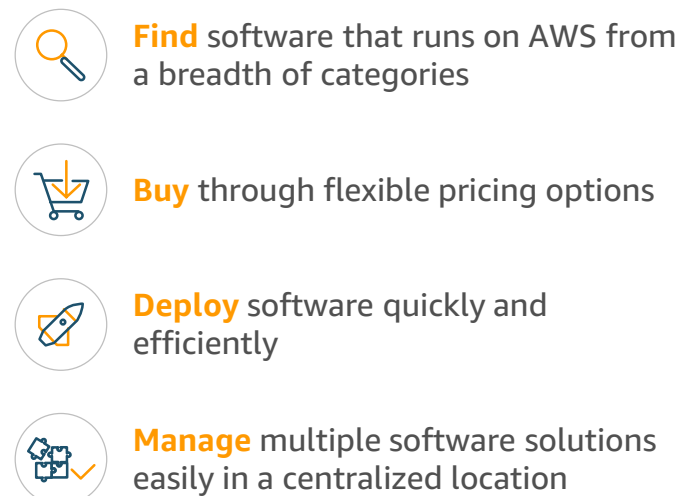 Find software that runs on AWS from
a breadth of categories
Buy through flexible pricing options
Deploy software quickly and
efficiently
Manage multiple software solutions
easily in a centralized location